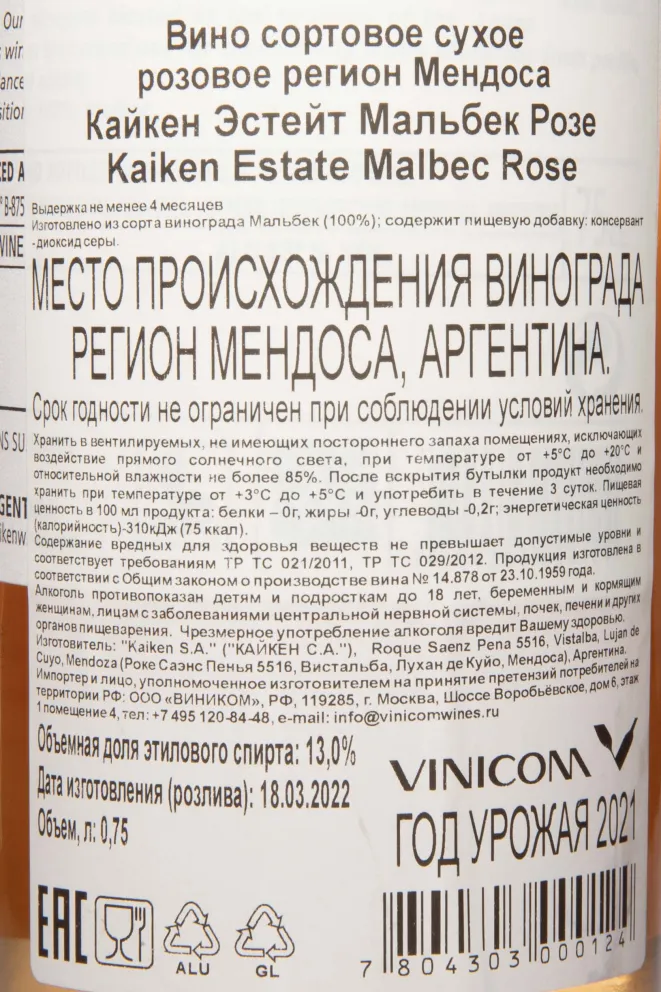 Our
Вино сортовое сухое
розовое регион Мендоса
Кайкен Эстейт Мальбек Розе
Kaiken Estate Malbec Rose
Выдержка не менее 4 месяцев
Изготовлено из сорта винограда Мальбек (100%); содержит пищевую добавку: консервант
-диоксид серы.
МЕСТО ПРОИСХОЖДЕНИЯ ВИНОГРАДА
РЕГИОН МЕНДОСА, АРГЕНТИНА.
Срок годности не ограничен при соблюдении условий хранения.
Хранить в вентилируемых, не имеющих постороннего запаха помещениях, исключающих
воздействие прямого солнечного света, при температуре от +5°С до +20°С и
относительной влажности не более 85%. После вскрытия бутылки продукт необходимо
хранить при температуре от +3°С до +5°С и употребить в течение 3 суток. Пищевая
ценность в 100 мл продукта: белки – 0г, жиры -0г, углеводы -0,2г; энергетическая ценность
(калорийность)-310кДж (75 ккал).
Содержание вредных для здоровья веществ не превышает допустимые уровни и
соответствует требованиям ТР ТС 021/2011, ТР ТС 029/2012. Продукция изготовлена в
соответствии с Общим законом о производстве вина № 14.878 от 23.10.1959 года.
Алкоголь противопоказан детям и подросткам до 18 лет, беременным и кормящим
женщинам, лицам с заболеваниями центральной нервной системы, почек, печени и других
органов пищеварения. Чрезмерное употребление алкоголя вредит Вашему здоровью.
Изготовитель: "Kaiken S.A." ("КАЙКЕН С.А."), Roque Saenz Pena 5516, Vistalba, Lujan de
Cuyo, Mendoza (Роке Саэнс Пенья 5516, Вистальба, Лухан де Куйо, Мендоса), Аргентина.
Импортер и лицо, уполномоченное изготовителем на принятие претензий потребителей на
территории РФ: ООО «ВИНИКОМ», РФ, 119285, г. Москва, Шоссе Воробьёвское, дом 6, этаж
1 помещение 4, тел: +7 495 120-84-48, e-mail: info@vinicomwines.ru
Объемная доля этилового спирта: 13,0%
Дата изготовления (розлива): 18.03.2022
Объем, л: 0,75
VINICOM
ГОД УРОЖАЯ 2021
EAC
ALU
GL
7 804303 000124